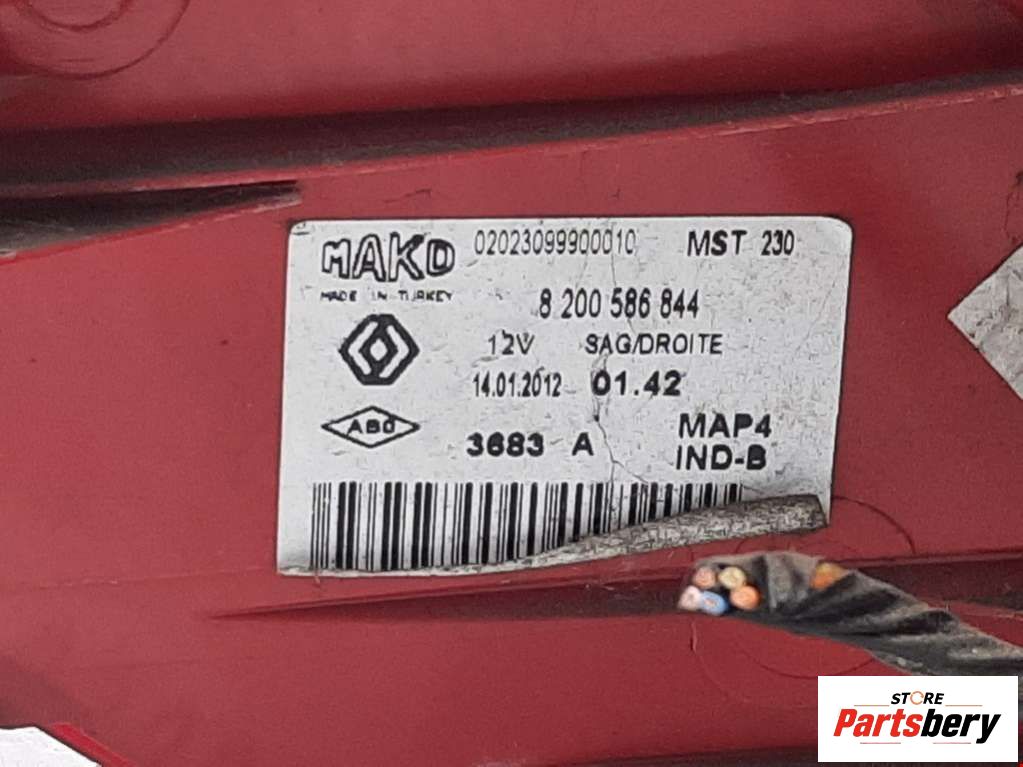 MAKO 02023099900010 MST 230
MADE IN TURKEY
8 200 586 844
12V SAG/DROITE
14.01.2012 01.42
ABO
3683 A MAP4
IND-B
STORE
Partsbery